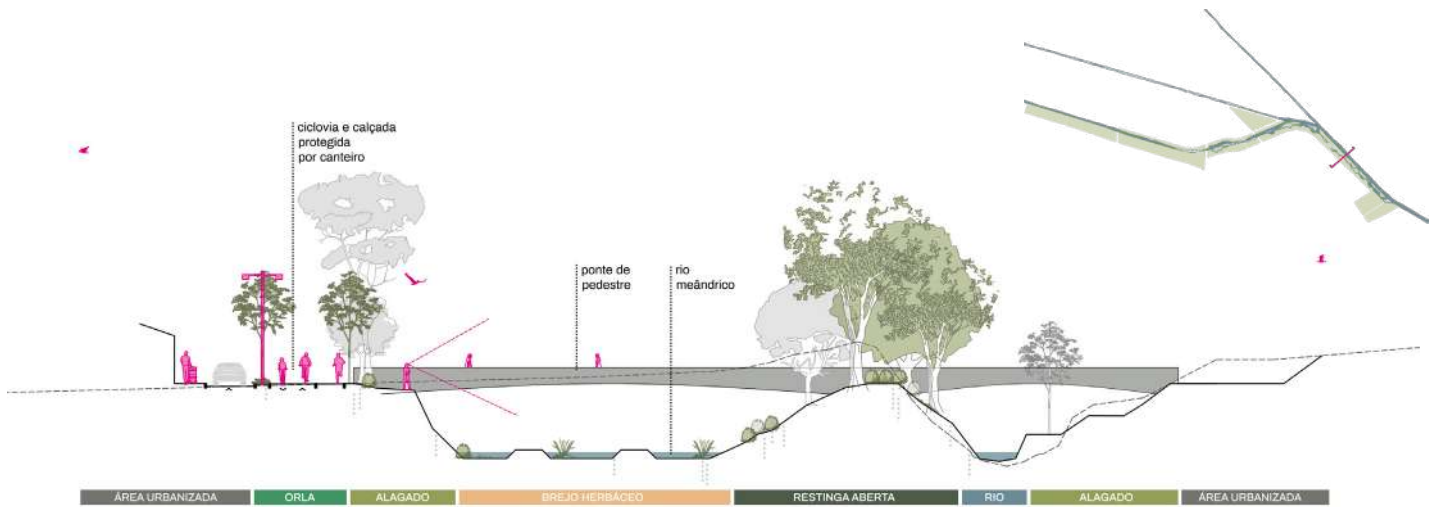 ciclovia e calçada
protegida
por canteiro
ponte de
pedestre
rio
meândrico
ÁREA URBANIZADA
ORLA
ALAGADO
BREJO HERBÁCEO
RESTINGA ABERTA
RIO
ALAGADO
ÁREA URBANIZADA